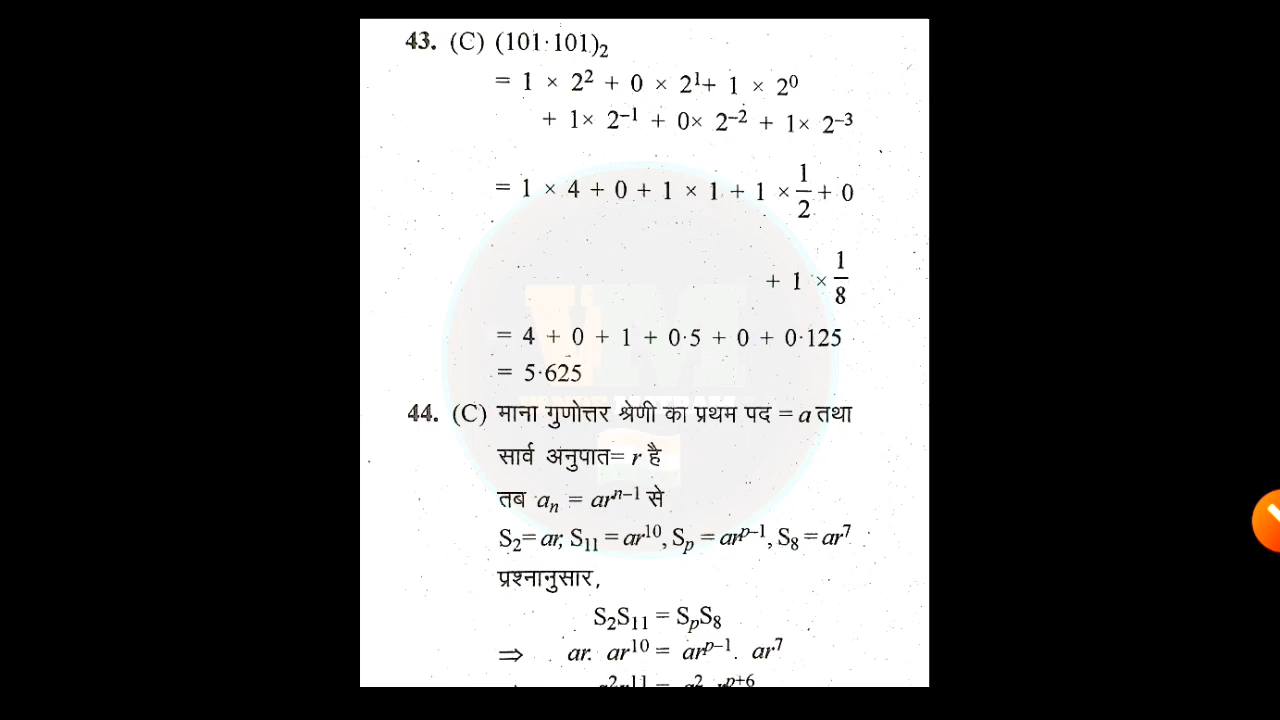 43. (C) (101·101)₂
= 1 × 2² + 0 × 2¹+ 1 × 2⁰
+ 1× 2⁻¹ + 0× 2⁻² + 1× 2⁻³
= 1 × 4 + 0 + 1 × 1 + 1 × 1/2 + 0
+ 1 × 1/8
= 4 + 0 + 1 + 0·5 + 0 + 0·125
= 5·625
44. (C) माना गुणोत्तर श्रेणी का प्रथम पद = a तथा
सार्व अनुपात= r है
तब aₙ = arⁿ⁻¹ से
S₂= ar, S₁₁ = ar¹⁰, Sₚ = arᵖ⁻¹, S₈ = ar⁷
प्रश्नानुसार,
S₂S₁₁ = SₚS₈
⇒ ar. ar¹⁰ = arᵖ⁻¹. ar⁷